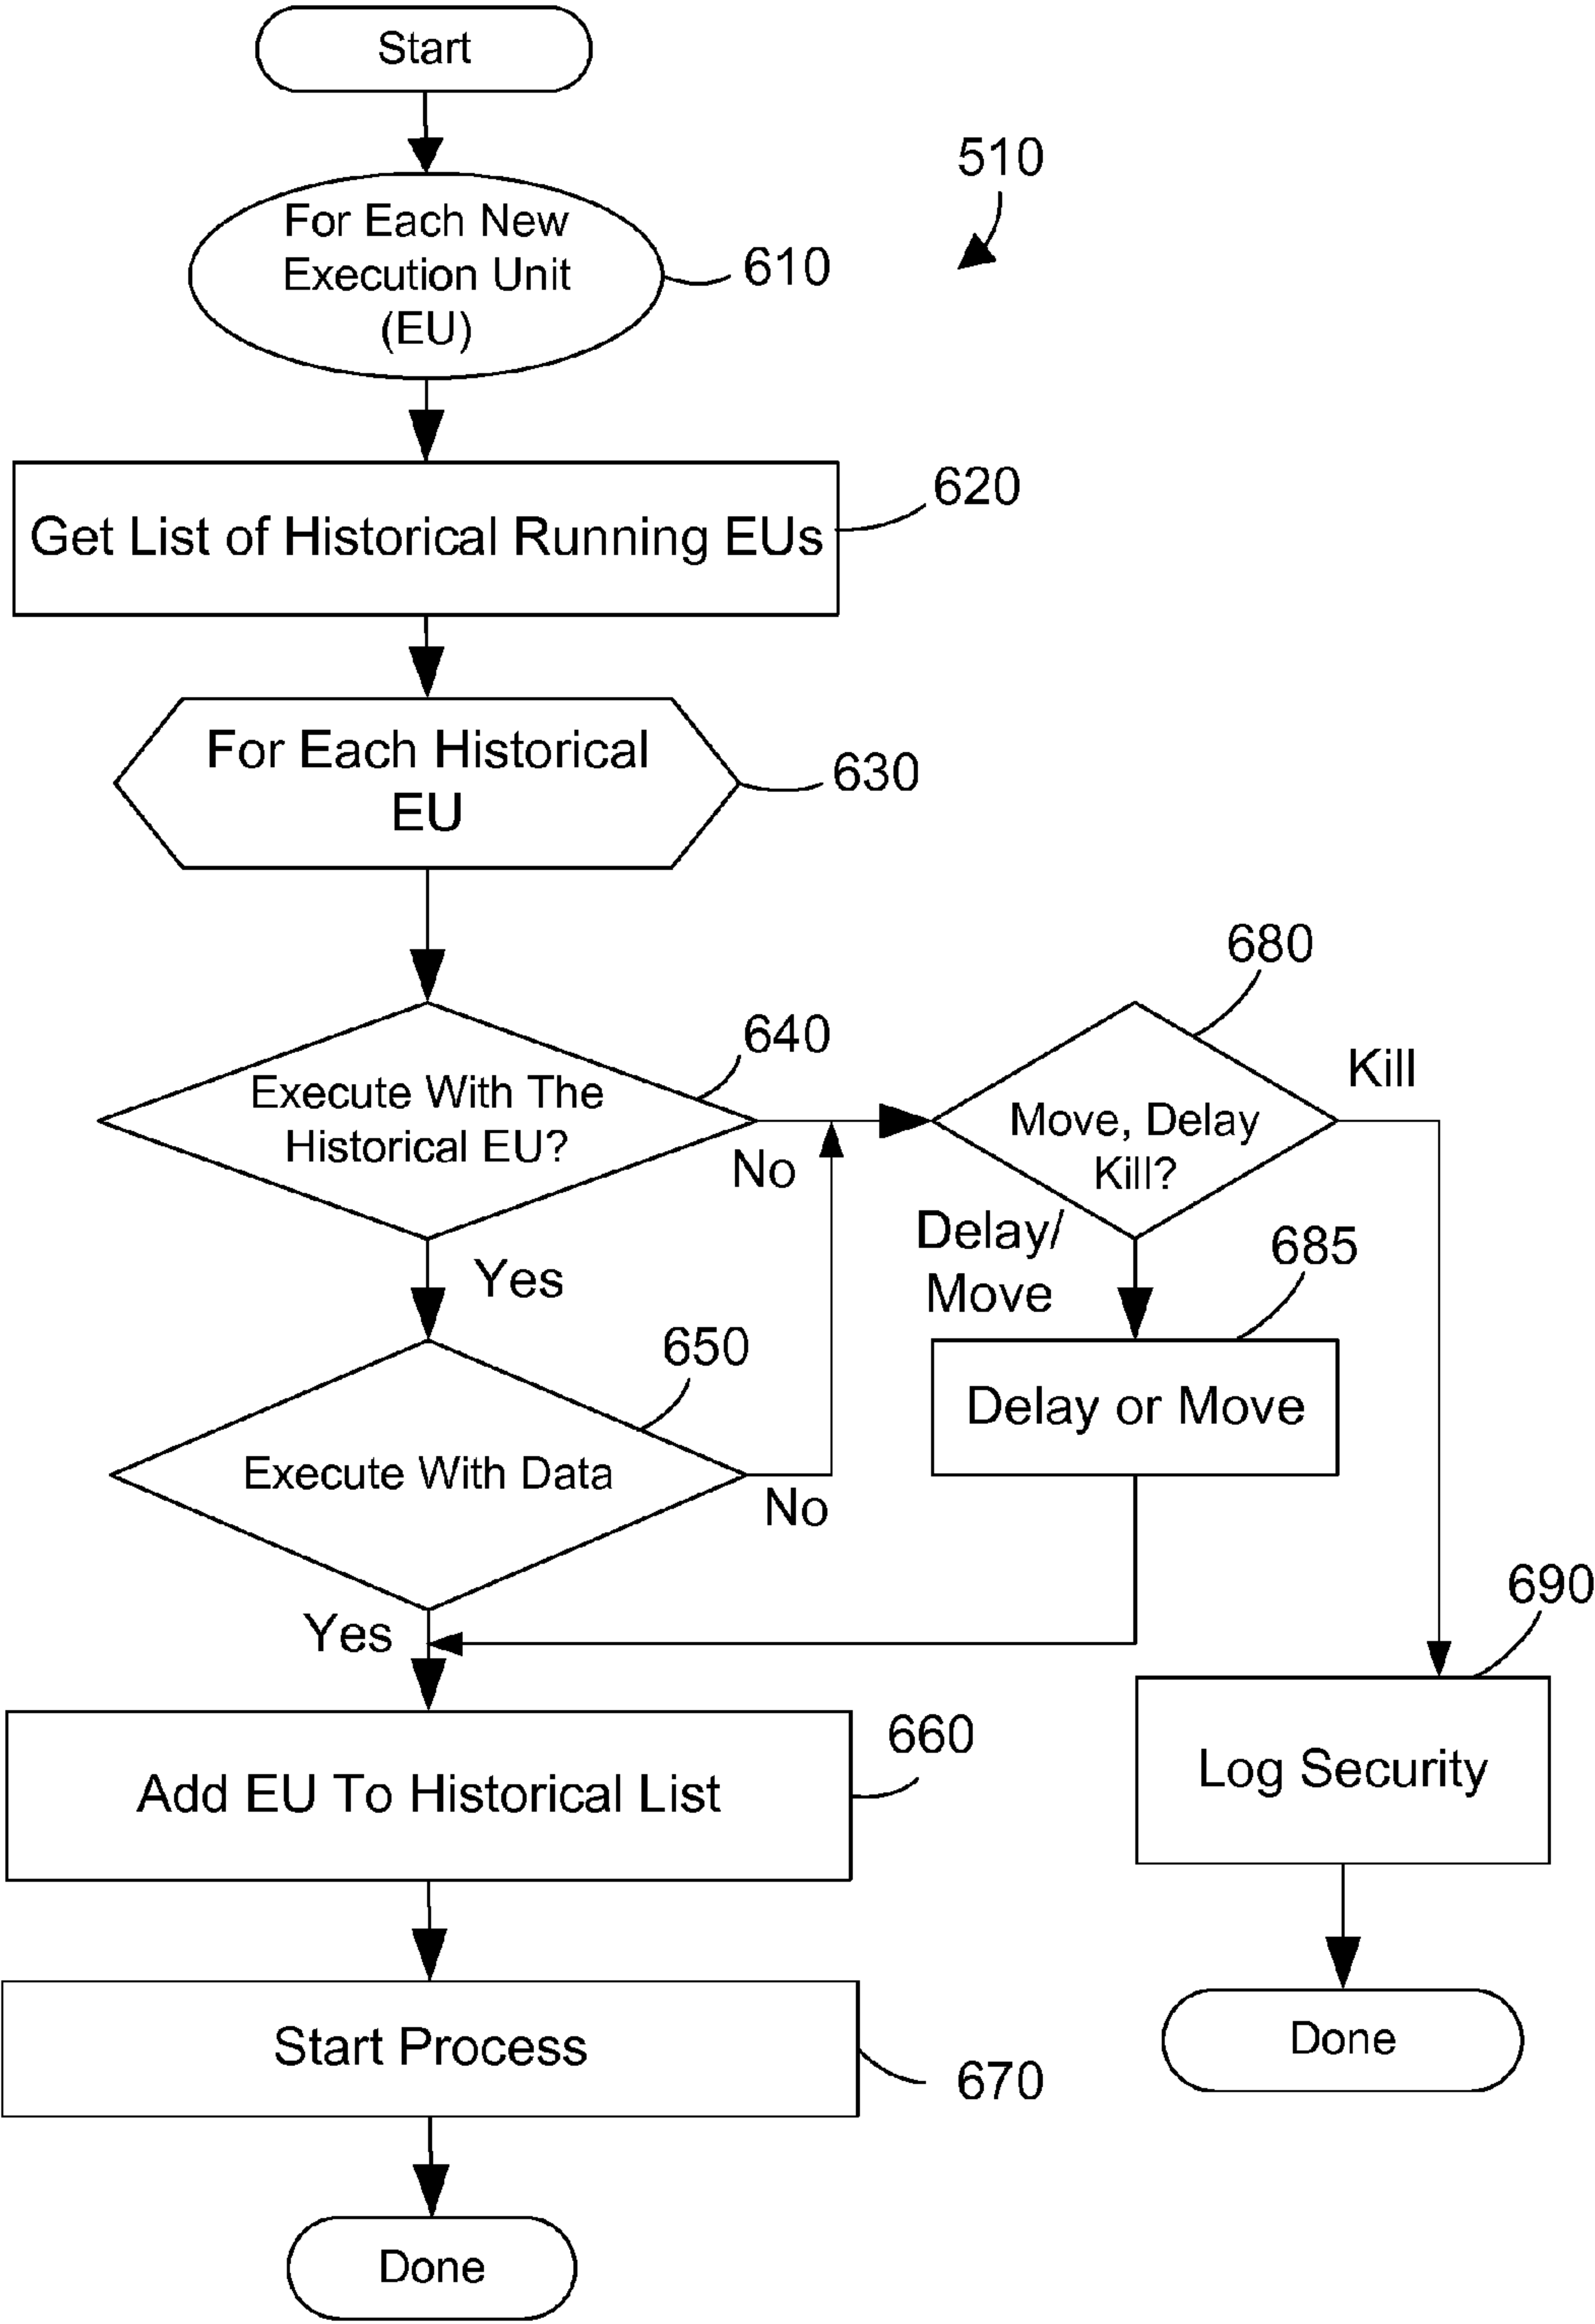 Start
510
For Each New
Execution Unit
(EU)
610
620
Get List of Historical Running EUs
For Each Historical
EU
630
680
640
Kill
Execute With The
Historical EU?
Move, Delay
Kill?
No
Delay/
Move
685
Yes
650
Delay or Move
Execute With Data
No
690
Yes
660
Log Security
Add EU To Historical List
Start Process
Done
670
Done